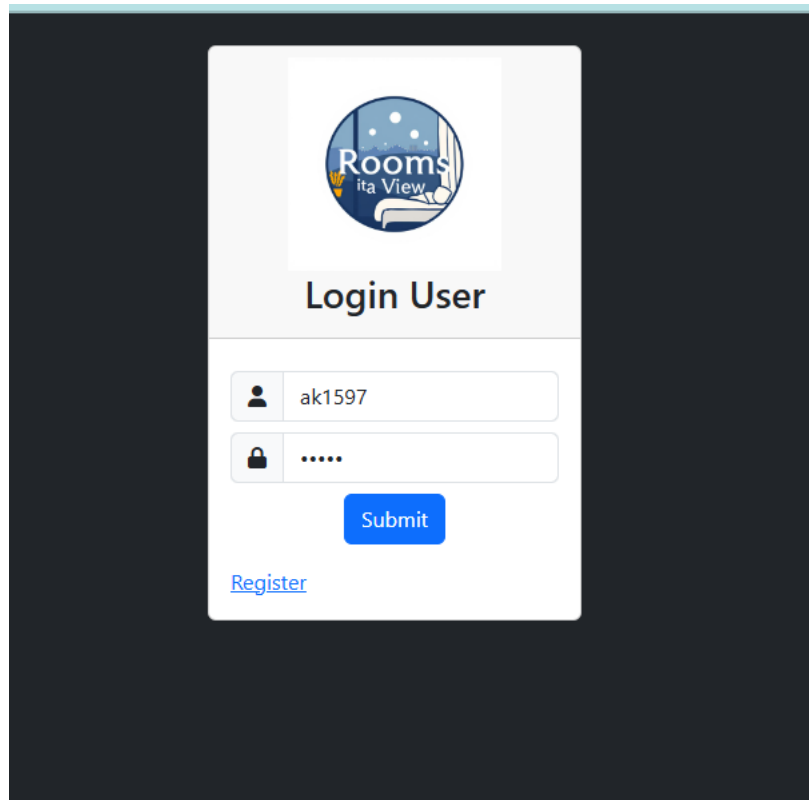 Rooms
ita View
Login User
ak1597
•••••
Submit
Register